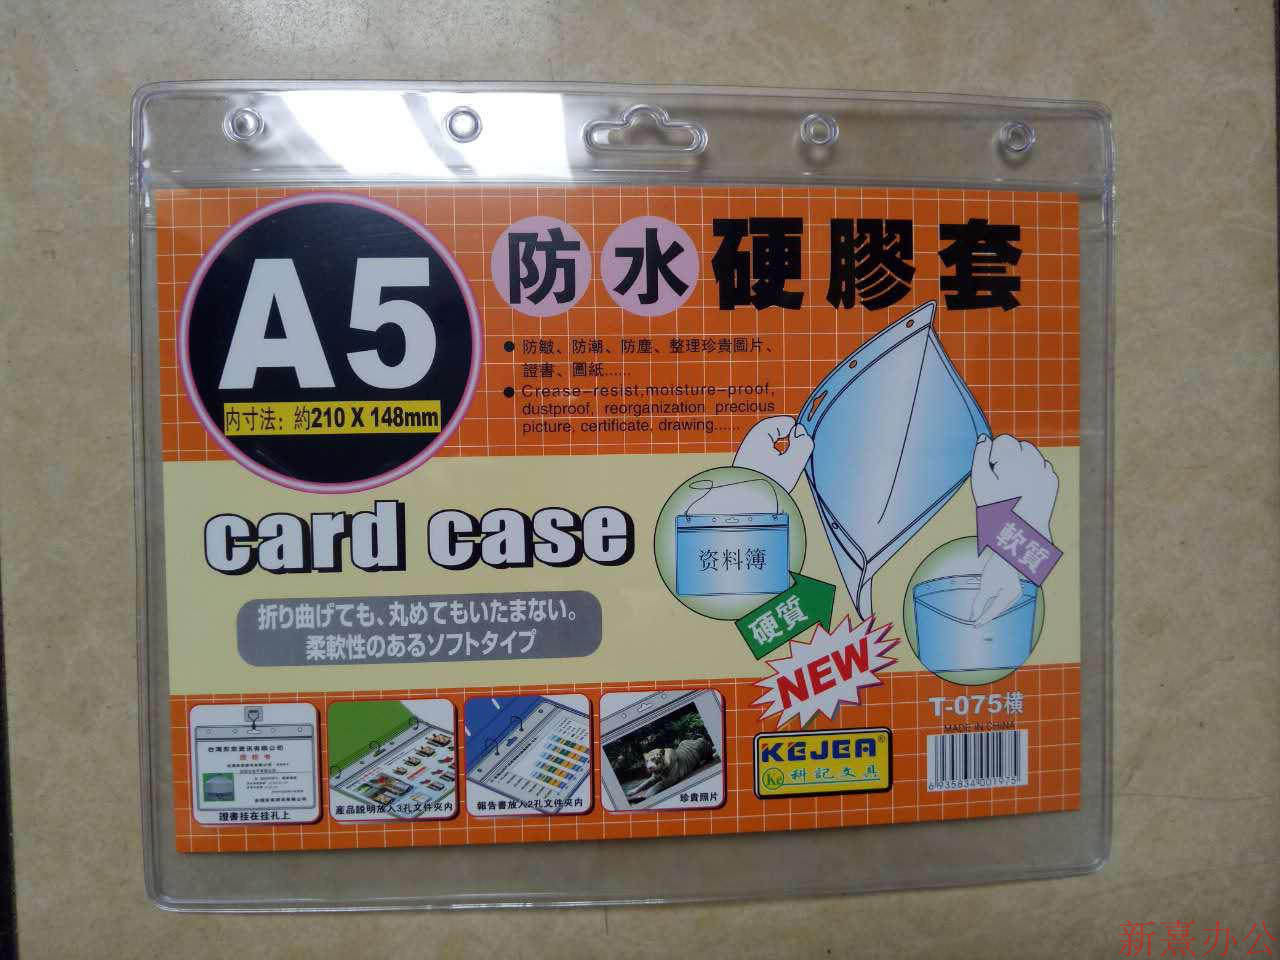 A5
内寸法：約210 X 148mm
防水硬膠套
● 防皺、防潮、防塵、整理珍貴圖片、
證書、圖紙......
● Crease-resist,moisture-proof,
dustproof, reorganization precious
picture, certificate, drawing......
card case
折り曲げても、丸めてもいたまない。
柔軟性のあるソフトタイプ
资料簿
硬質
軟質
NEW
T-075横
MADE IN CHINA
6935834001975
KEJEA®
Ke 科記文具
證書挂在挂孔上
產品說明放入3孔文件夾内
報告書放入2孔文件夾内
珍貴照片
新熹办公